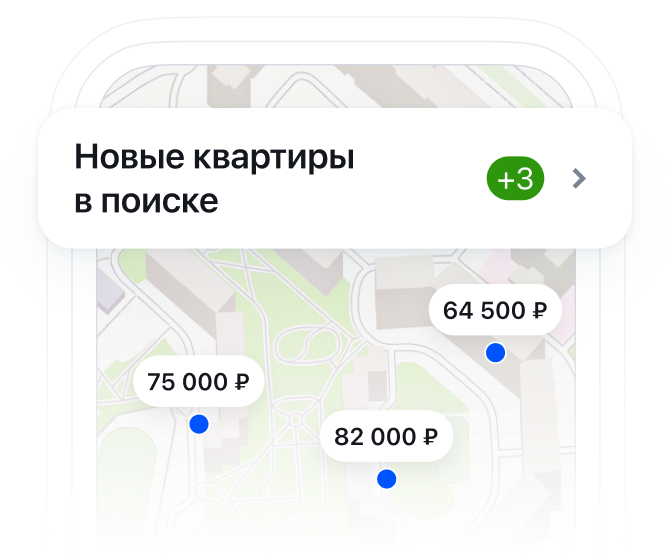 Новые квартиры
в поиске
+3
64 500 ₽
75 000 ₽
82 000 ₽